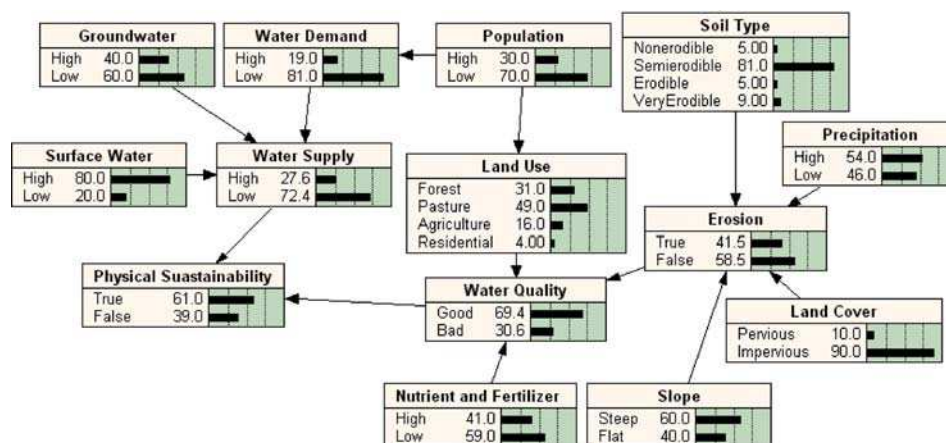 Groundwater
High 40.0
Low 60.0
Water Demand
High 19.0
Low 81.0
Population
High 30.0
Low 70.0
Soil Type
Nonerodible 5.00
Semierodible 81.0
Erodible 5.00
VeryErodible 9.00
Precipitation
High 54.0
Low 46.0
Surface Water
High 80.0
Low 20.0
Water Supply
High 27.6
Low 72.4
Land Use
Forest 31.0
Pasture 49.0
Agriculture 16.0
Residential 4.00
Erosion
True 41.5
False 58.5
Physical Suastainability
True 61.0
False 39.0
Water Quality
Good 69.4
Bad 30.6
Land Cover
Pervious 10.0
Impervious 90.0
Nutrient and Fertilizer
High 41.0
Low 59.0
Slope
Steep 60.0
Flat 40.0